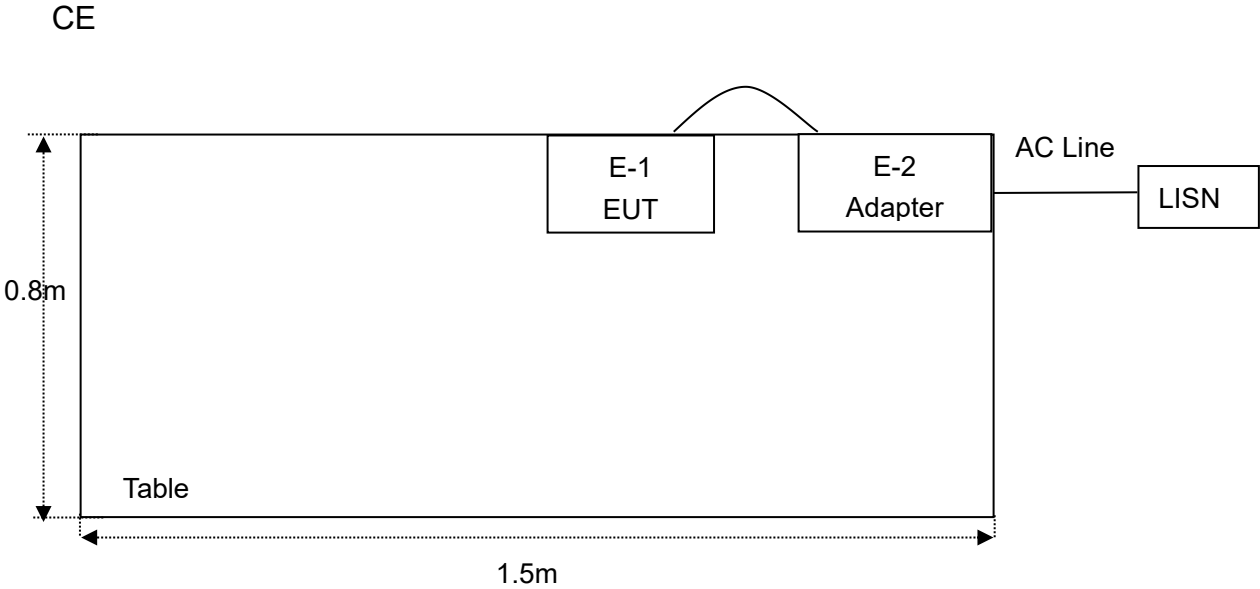 CE
E-1
EUT
E-2
Adapter
AC Line
LISN
0.8m
Table
1.5m